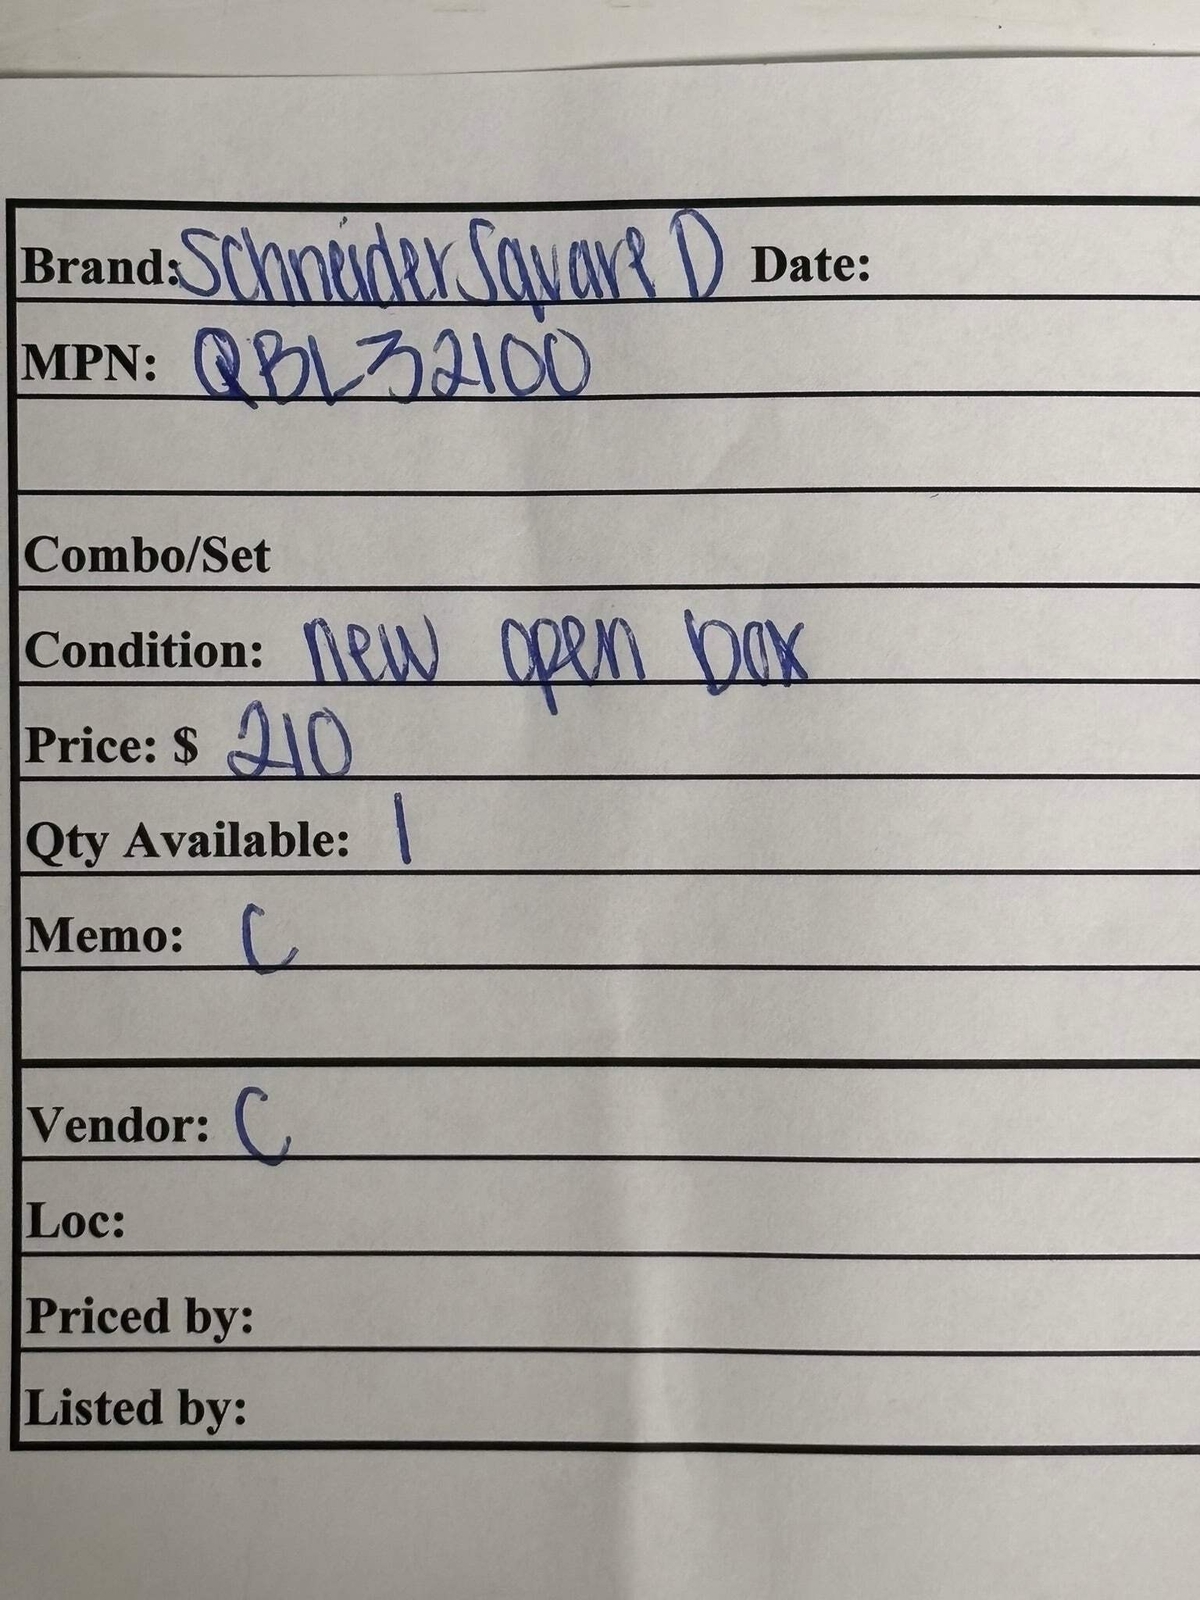 Brand: Schneider Square D Date:
MPN: QBL32100
Combo/Set
Condition: new open box
Price: $ 210
Qty Available: 1
Memo: C
Vendor: C
Loc:
Priced by:
Listed by: